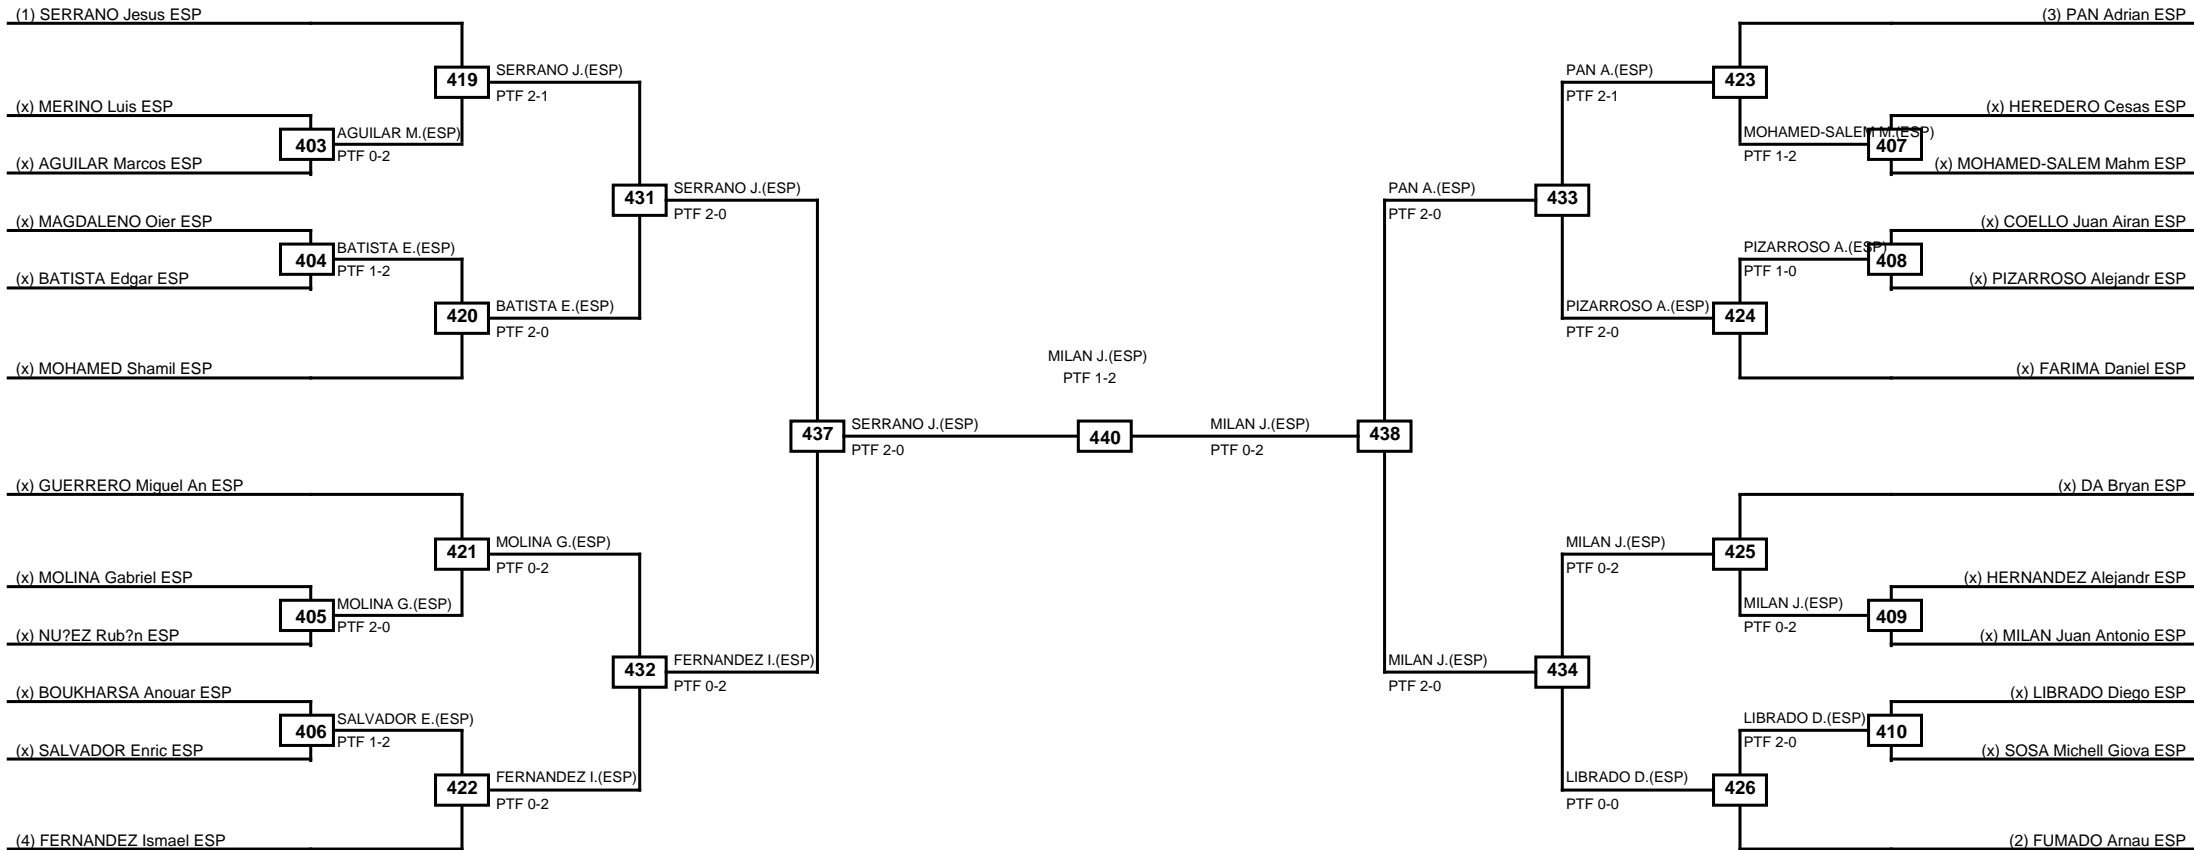 (1) SERRANO Jesus ESP
(3) PAN Adrian ESP
419
SERRANO J.(ESP)
PTF 2-1
PAN A.(ESP)
PTF 2-1
423
(x) MERINO Luis ESP
(x) HEREDERO Cesas ESP
403
AGUILAR M.(ESP)
PTF 0-2
MOHAMED-SALEM M.(ESP)
PTF 1-2
407
(x) AGUILAR Marcos ESP
(x) MOHAMED-SALEM Mahm ESP
431
SERRANO J.(ESP)
PTF 2-0
PAN A.(ESP)
PTF 2-0
433
(x) MAGDALENO Oier ESP
(x) COELLO Juan Airan ESP
404
BATISTA E.(ESP)
PTF 1-2
PIZARROSO A.(ESP)
PTF 1-0
408
(x) BATISTA Edgar ESP
(x) PIZARROSO Alejandr ESP
420
BATISTA E.(ESP)
PTF 2-0
PIZARROSO A.(ESP)
PTF 2-0
424
(x) MOHAMED Shamil ESP
(x) FARIMA Daniel ESP
MILAN J.(ESP)
PTF 1-2
437
SERRANO J.(ESP)
PTF 2-0
440
MILAN J.(ESP)
PTF 0-2
438
(x) GUERRERO Miguel An ESP
(x) DA Bryan ESP
421
MOLINA G.(ESP)
PTF 0-2
MILAN J.(ESP)
PTF 0-2
425
(x) MOLINA Gabriel ESP
(x) HERNANDEZ Alejandr ESP
405
MOLINA G.(ESP)
PTF 2-0
MILAN J.(ESP)
PTF 0-2
409
(x) NU?EZ Rub?n ESP
(x) MILAN Juan Antonio ESP
432
FERNANDEZ I.(ESP)
PTF 0-2
MILAN J.(ESP)
PTF 2-0
434
(x) BOUKHARSA Anouar ESP
(x) LIBRADO Diego ESP
406
SALVADOR E.(ESP)
PTF 1-2
LIBRADO D.(ESP)
PTF 2-0
410
(x) SALVADOR Enric ESP
(x) SOSA Michell Giova ESP
422
FERNANDEZ I.(ESP)
PTF 0-2
LIBRADO D.(ESP)
PTF 0-0
426
(4) FERNANDEZ Ismael ESP
(2) FUMADO Arnau ESP